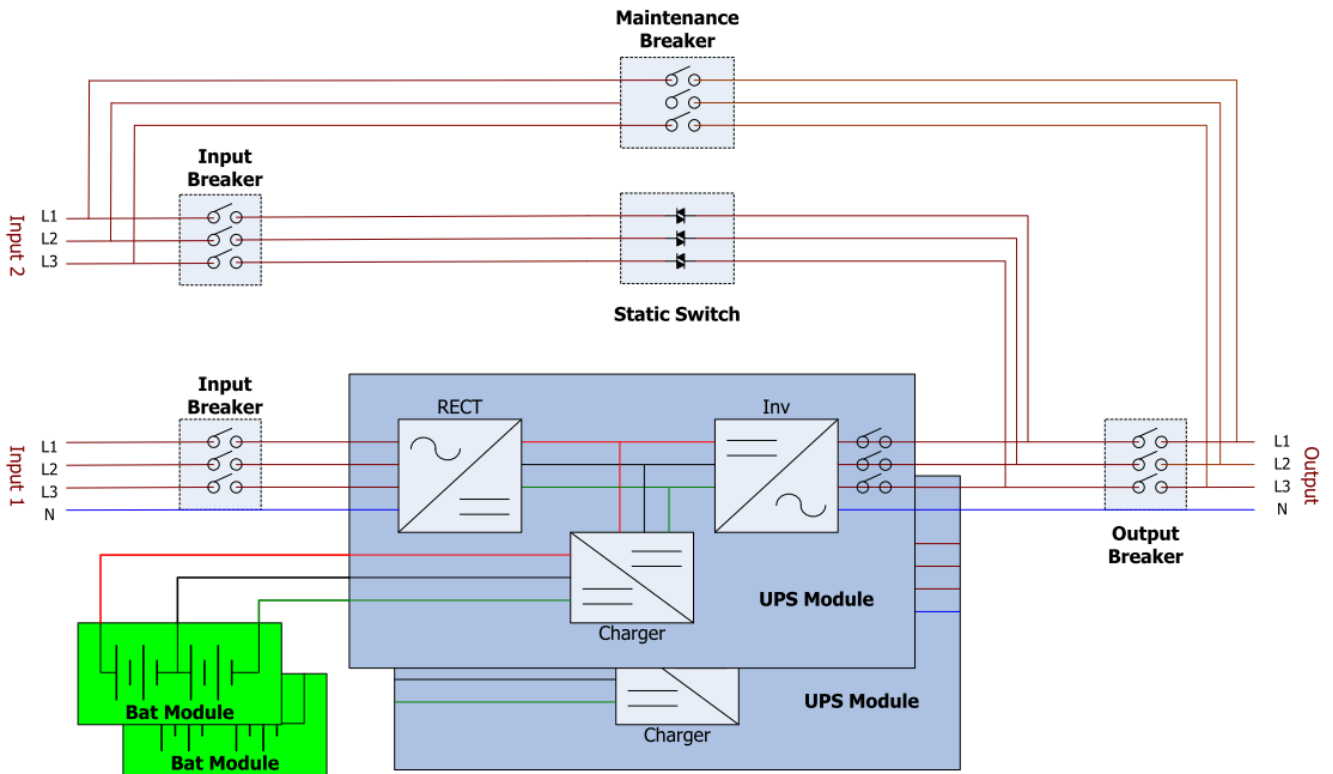 Maintenance
Breaker
Input
Breaker
Input 2
L1
L2
L3
Static Switch
Input
Breaker
RECT
Inv
Input 1
L1
L2
L3
N
L1
L2
L3
N
Output
Output
Breaker
UPS Module
Charger
Bat Module
UPS Module
Charger
Bat Module